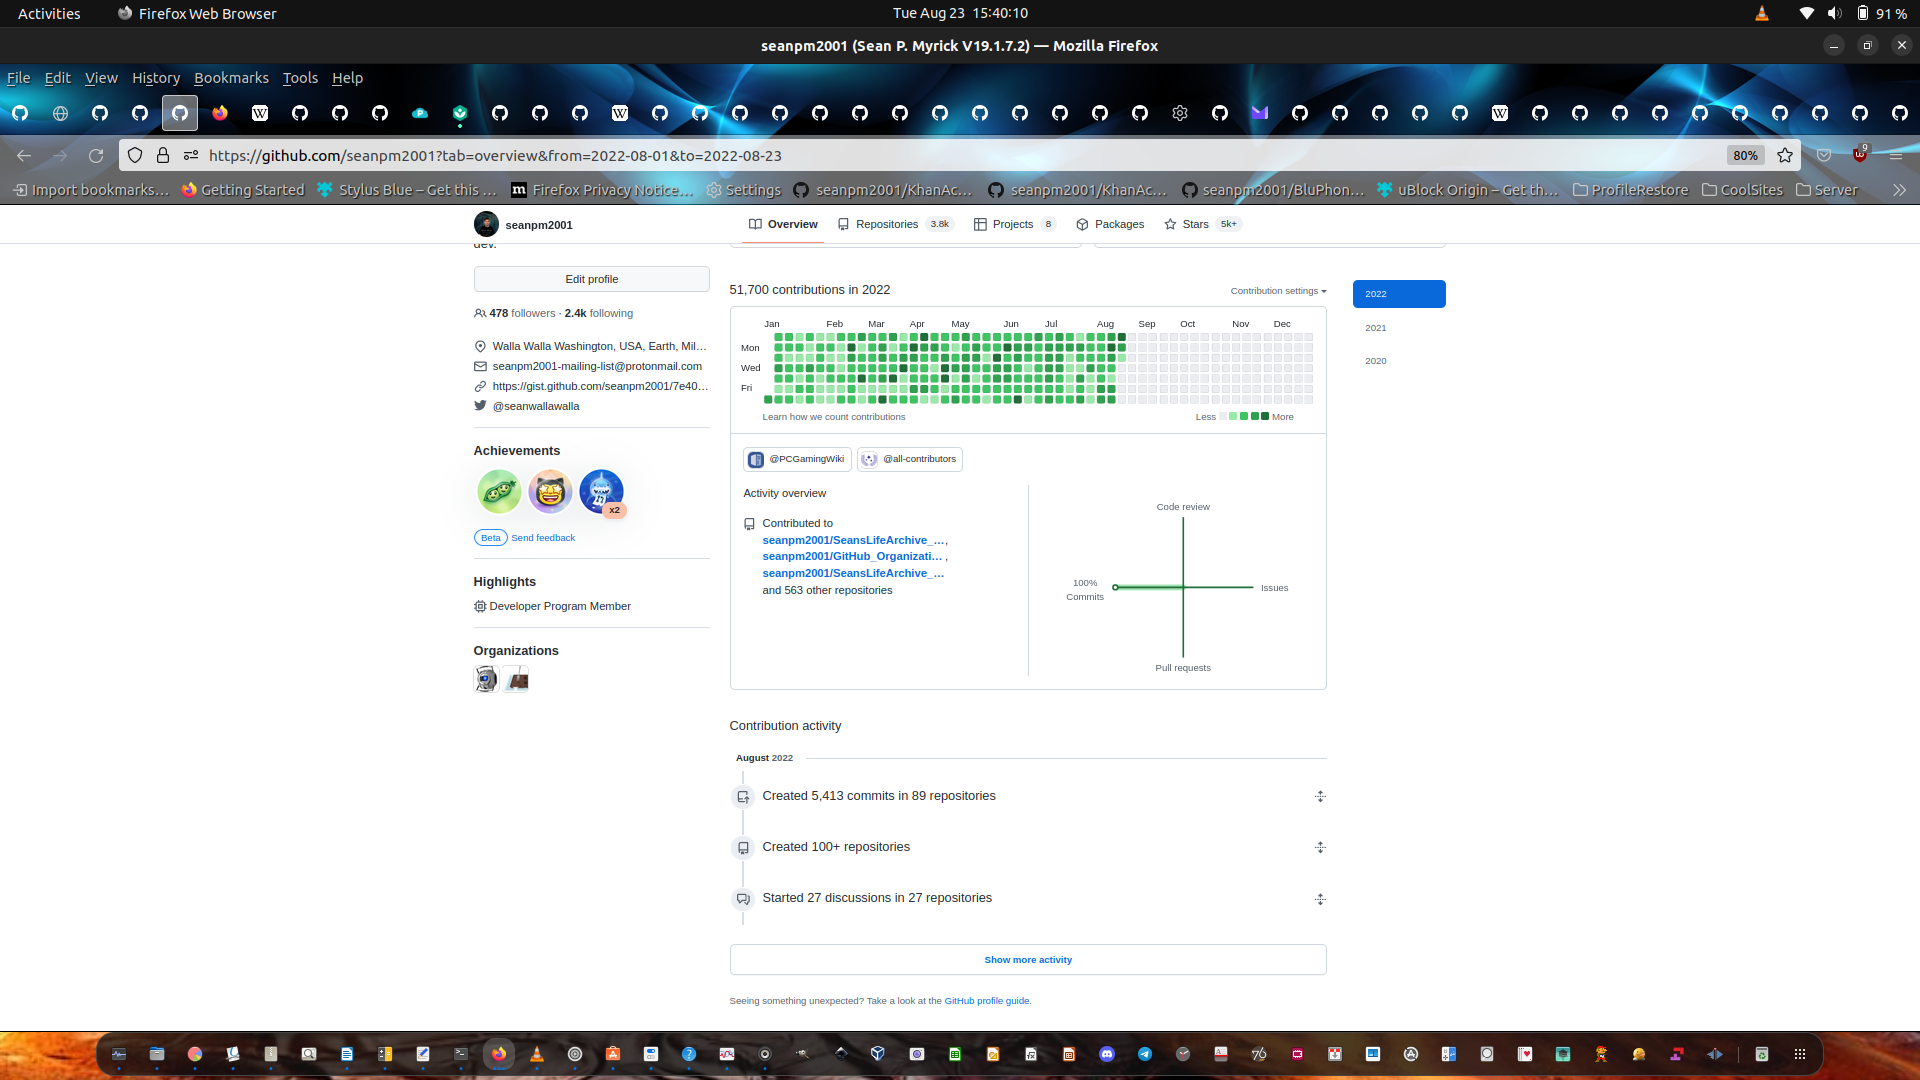 Activities
Firefox Web Browser
Tue Aug 23 15:40:10
91 %
seanpm2001 (Sean P. Myrick V19.1.7.2) — Mozilla Firefox
File Edit View History Bookmarks Tools Help
https://github.com/seanpm2001?tab=overview&from=2022-08-01&to=2022-08-23
80%
9
Import bookmarks…
Getting Started
Stylus Blue – Get this …
Firefox Privacy Notice…
Settings
seanpm2001/KhanAc…
seanpm2001/KhanAc…
seanpm2001/BluPhon…
uBlock Origin – Get th…
ProfileRestore
CoolSites
Server
seanpm2001
Overview
Repositories 3.8k
Projects 8
Packages
Stars 5k+
dev.
Edit profile
478 followers · 2.4k following
Walla Walla Washington, USA, Earth, Mil…
seanpm2001-mailing-list@protonmail.com
https://gist.github.com/seanpm2001/7e40…
@seanwallawalla
Achievements
x2
Beta Send feedback
Highlights
Developer Program Member
Organizations
51,700 contributions in 2022
Contribution settings
2022
2021
2020
Jan Feb Mar Apr May Jun Jul Aug Sep Oct Nov Dec
Mon
Wed
Fri
Learn how we count contributions
Less More
@PCGamingWiki
@all-contributors
Activity overview
Contributed to
seanpm2001/SeansLifeArchive_…,
seanpm2001/GitHub_Organizati… ,
seanpm2001/SeansLifeArchive_…
and 563 other repositories
Code review
100%
Commits
Issues
Pull requests
Contribution activity
August 2022
Created 5,413 commits in 89 repositories
Created 100+ repositories
Started 27 discussions in 27 repositories
Show more activity
Seeing something unexpected? Take a look at the GitHub profile guide.